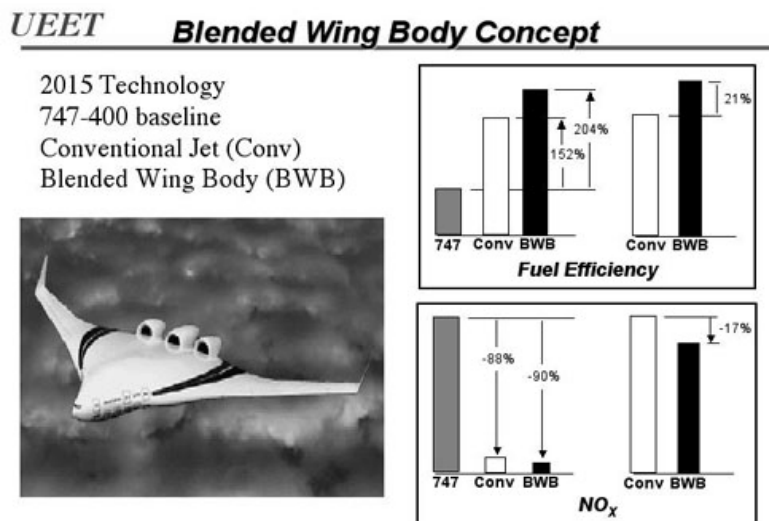 UEET
Blended Wing Body Concept
2015 Technology
747-400 baseline
Conventional Jet (Conv)
Blended Wing Body (BWB)
204%
152%
21%
747 Conv BWB
Conv BWB
Fuel Efficiency
-88%
-90%
-17%
747 Conv BWB
Conv BWB
NOx